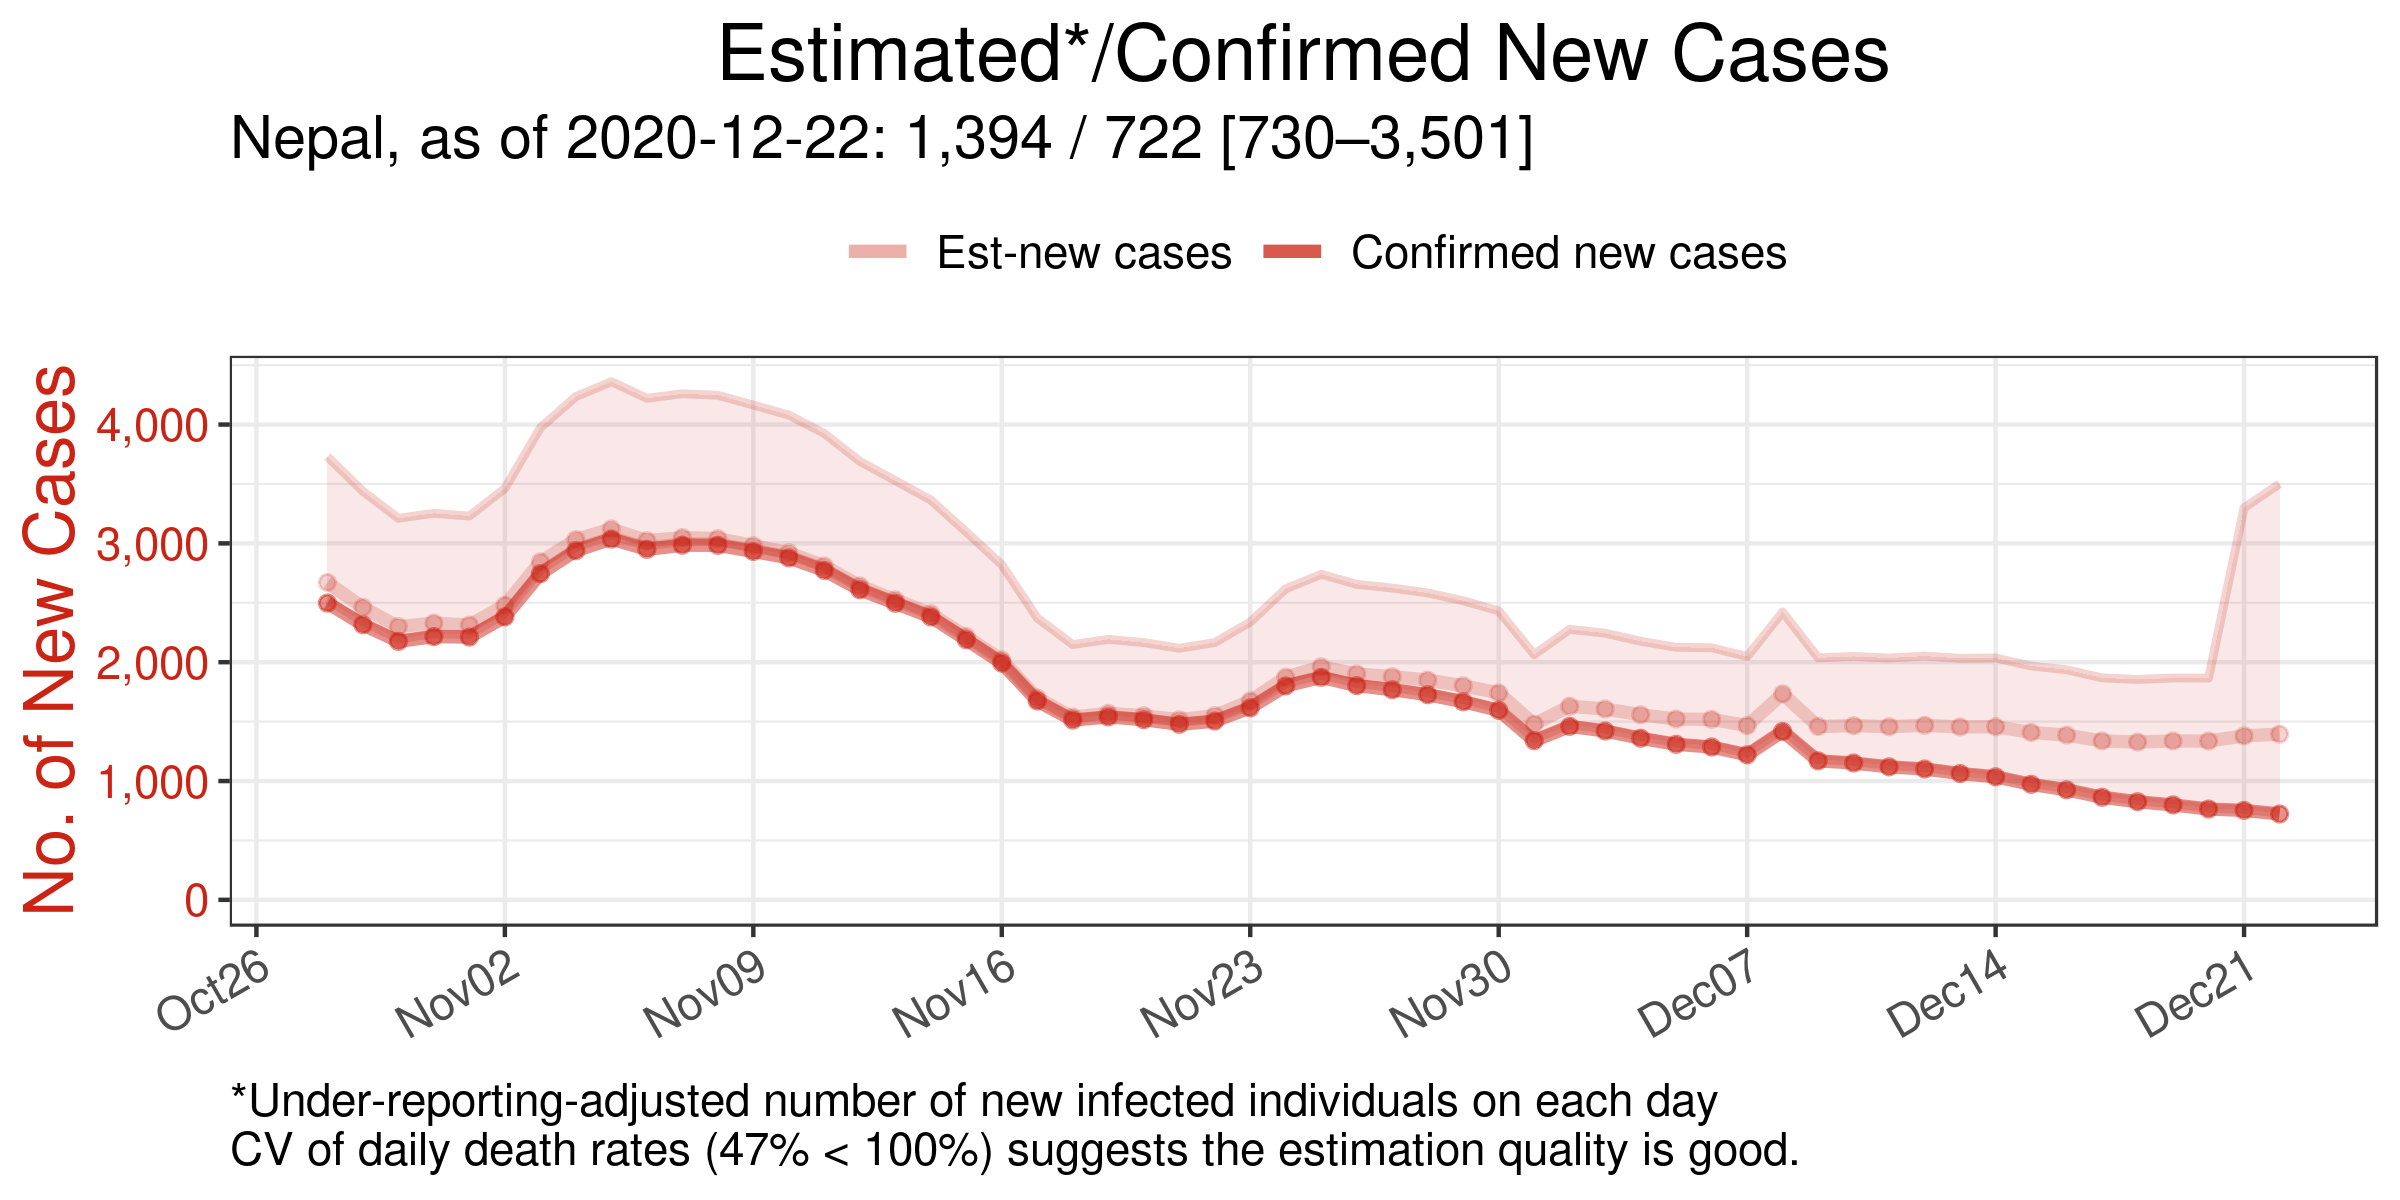 Estimated*/Confirmed New Cases
Nepal, as of 2020-12-22: 1,394 / 722 [730–3,501]
Est-new cases Confirmed new cases
No. of New Cases
4,000
3,000
2,000
1,000
0
Oct26 Nov02 Nov09 Nov16 Nov23 Nov30 Dec07 Dec14 Dec21
*Under-reporting-adjusted number of new infected individuals on each day
CV of daily death rates (47% < 100%) suggests the estimation quality is good.